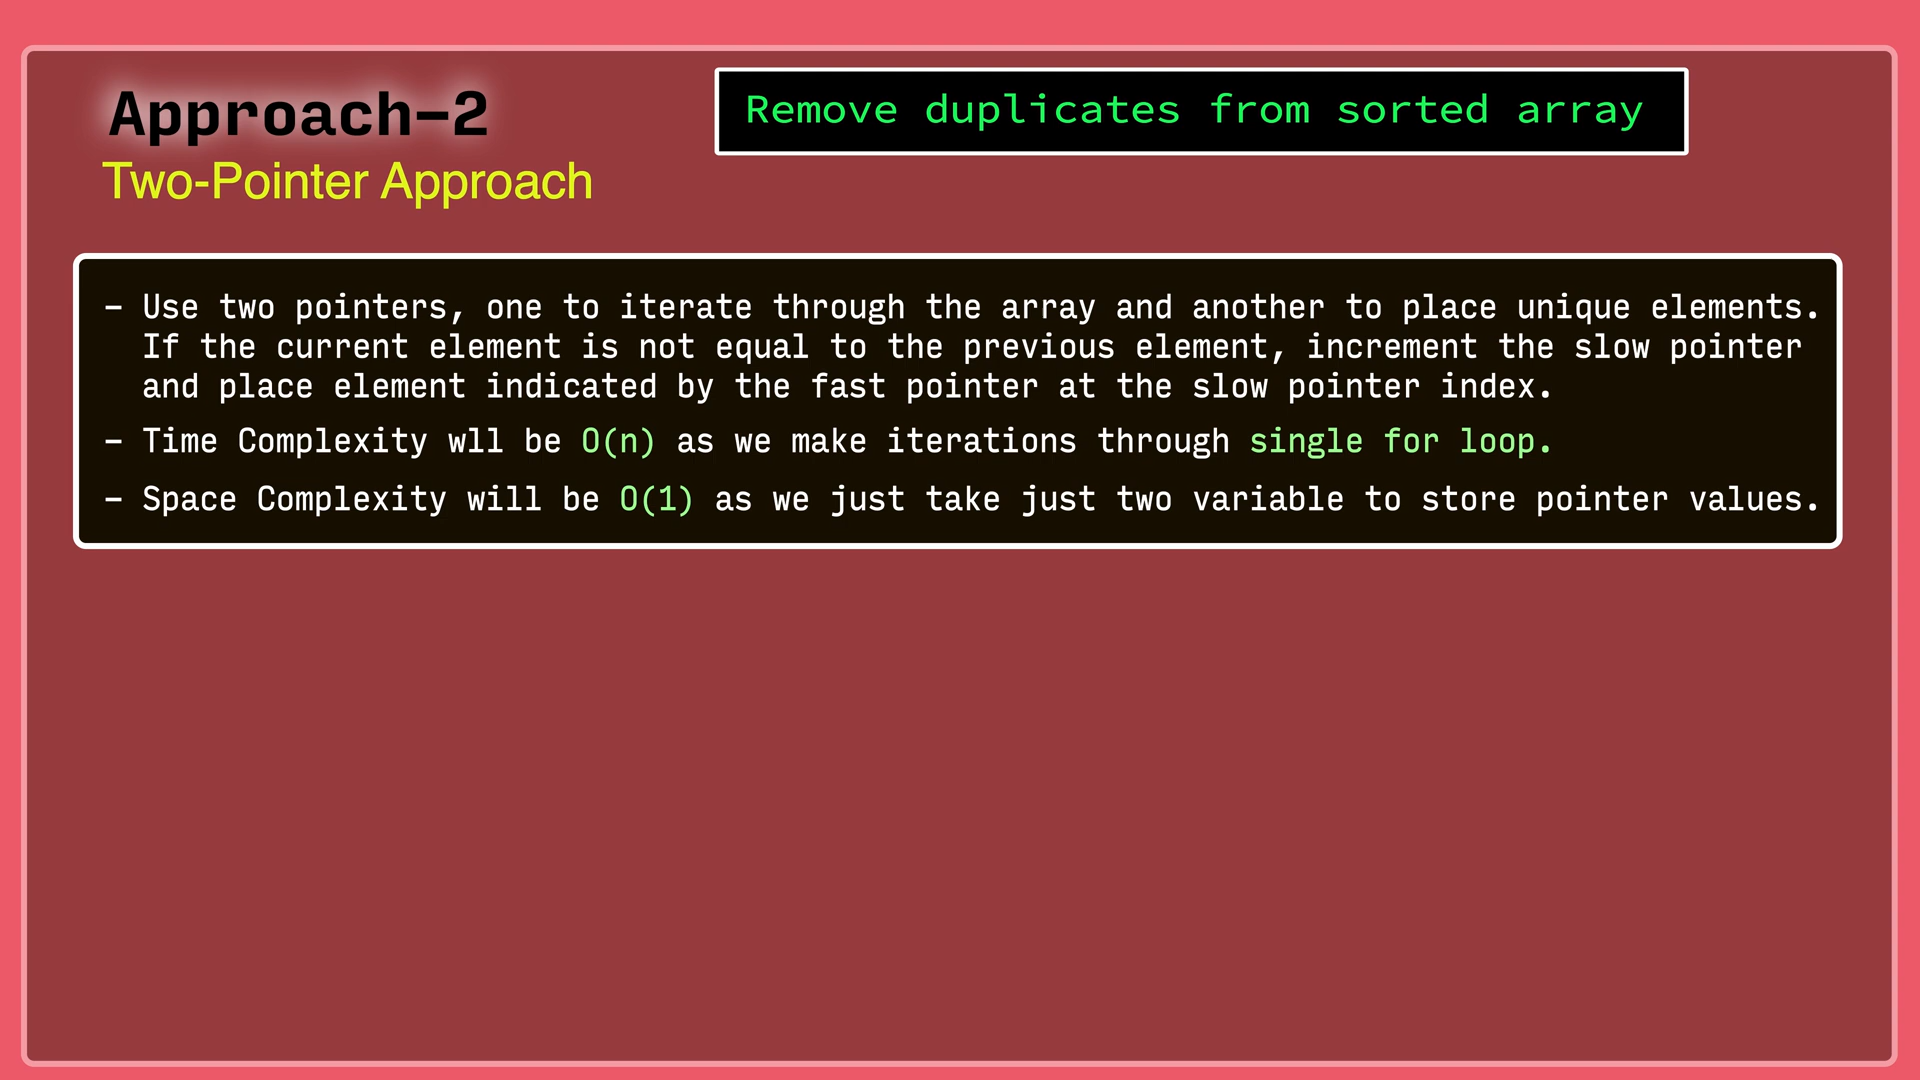 Approach-2
Remove duplicates from sorted array
Two-Pointer Approach
- Use two pointers, one to iterate through the array and another to place unique elements.
If the current element is not equal to the previous element, increment the slow pointer
and place element indicated by the fast pointer at the slow pointer index.
- Time Complexity wll be O(n) as we make iterations through single for loop.
- Space Complexity will be O(1) as we just take just two variable to store pointer values.